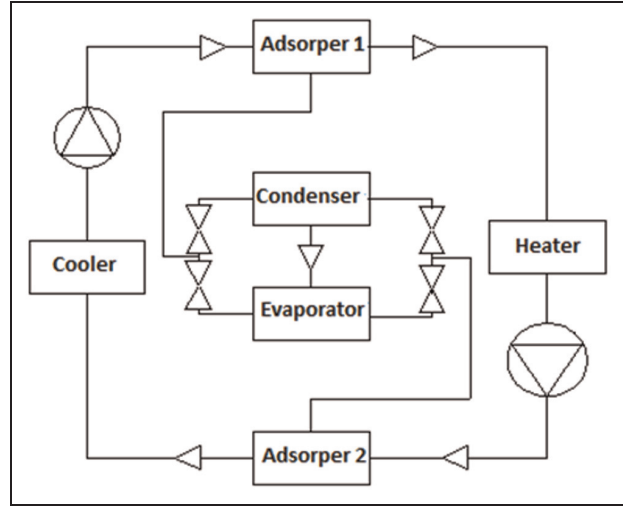 Adsorper 1
Condenser
Cooler
Heater
Evaporator
Adsorper 2